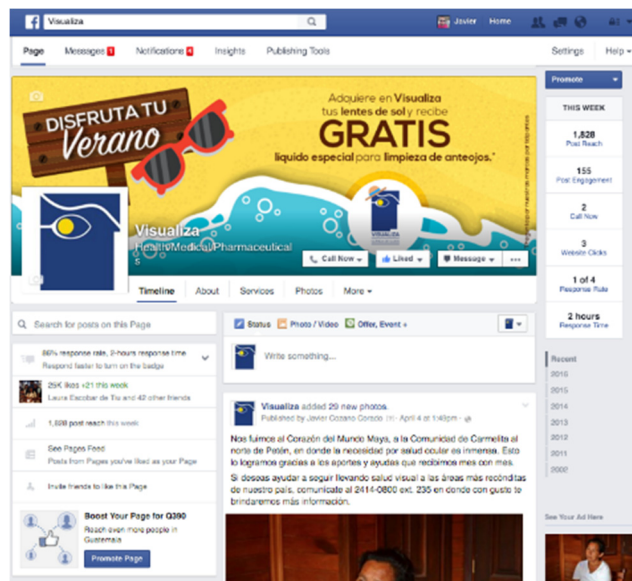 Visualiza
Javier Home
Page Messages 1 Notifications 4 Insights Publishing Tools Settings Help
Promote
DISFRUTA TU
Verano
Adquiere en Visualiza
tus lentes de sol y recibe
GRATIS
líquido especial para limpieza de anteojos.*
VISUALIZA
Visualiza
Health/Medical/Pharmaceutical
s
Call Now Liked Message ...
Timeline About Services Photos More
THIS WEEK
1,828
Post Reach
155
Post Engagement
2
Call Now
3
Website Clicks
1 of 4
Response Rate
2 hours
Response Time
Recent
2016
2015
2014
2013
2012
2011
2002
See Your Ad Here
Search for posts on this Page
86% response rate, 2-hours response time
Respond faster to turn on the badge
25K likes +21 this week
Laura Escobar de Tiu and 42 other friends
1,828 post reach this week
See Pages Feed
Posts from Pages you've liked as your Page
Invite friends to like this Page
Boost Your Page for Q390
Reach even more people in
Guatemala
Promote Page
Status Photo / Video Offer, Event +
Write something...
Visualiza added 29 new photos.
Published by Javier April 4 at 1:49pm
Nos fuimos al Corazón del Mundo Maya, a la Comunidad de Carmelita al
norte de Petén, en donde la necesidad por salud ocular es inmensa. Esto
lo logramos gracias a los aportes y ayudas que recibimos mes con mes.
Si deseas ayudar a seguir llevando salud visual a las áreas más recónditas
de nuestro país, comunícate al 2414-0800 ext. 235 en donde con gusto te
brindaremos más información.